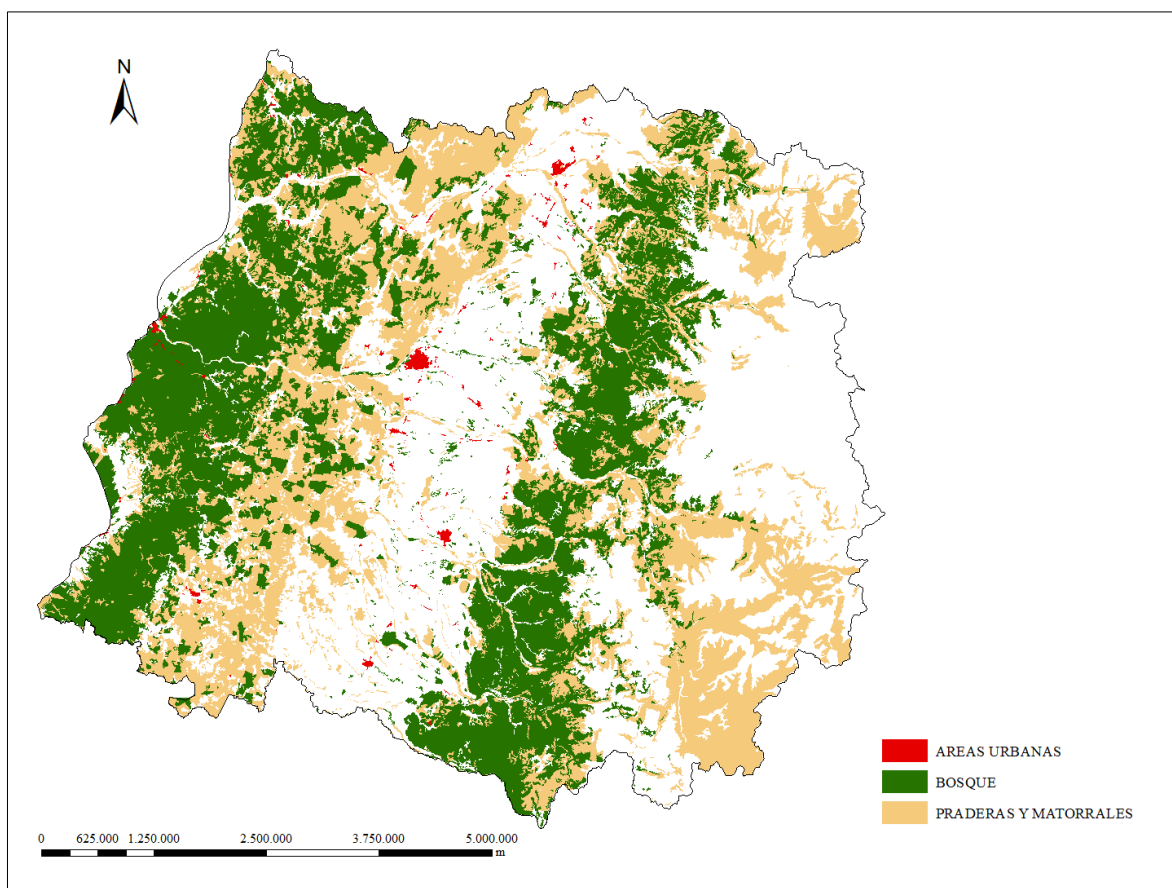 N
AREAS URBANAS
BOSQUE
PRADERAS Y MATORRALES
0 625.000 1.250.000 2.500.000 3.750.000 5.000.000
m